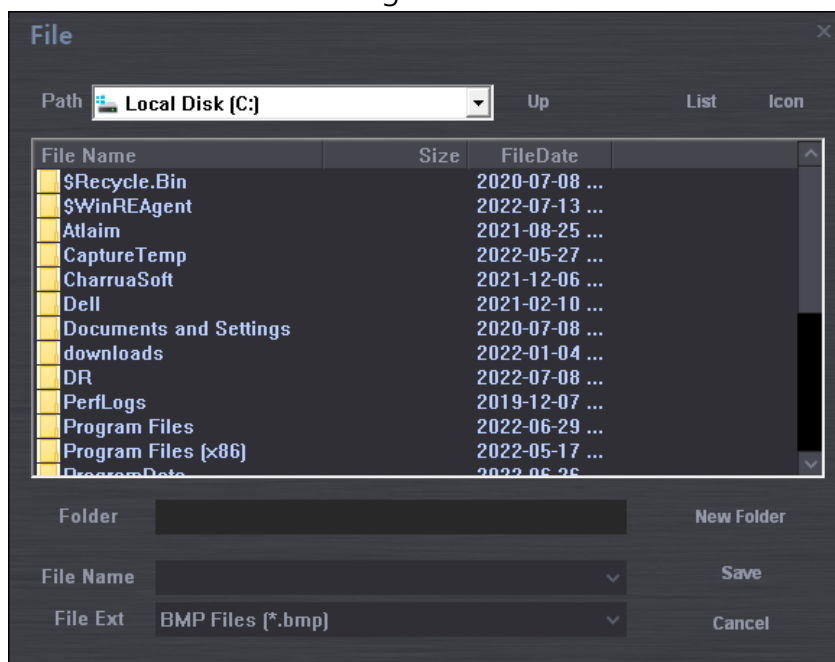 File
Path Local Disk (C:) Up List Icon
File Name Size FileDate
$Recycle.Bin 2020-07-08 ...
$WinREAgent 2022-07-13 ...
Atlaim 2021-08-25 ...
CaptureTemp 2022-05-27 ...
CharruaSoft 2021-12-06 ...
Dell 2021-02-10 ...
Documents and Settings 2020-07-08 ...
downloads 2022-01-04 ...
DR 2022-07-08 ...
PerfLogs 2019-12-07 ...
Program Files 2022-06-29 ...
Program Files (x86) 2022-05-17 ...
ProgramData 2022-06-26
Folder New Folder
File Name Save
File Ext BMP Files (*.bmp) Cancel